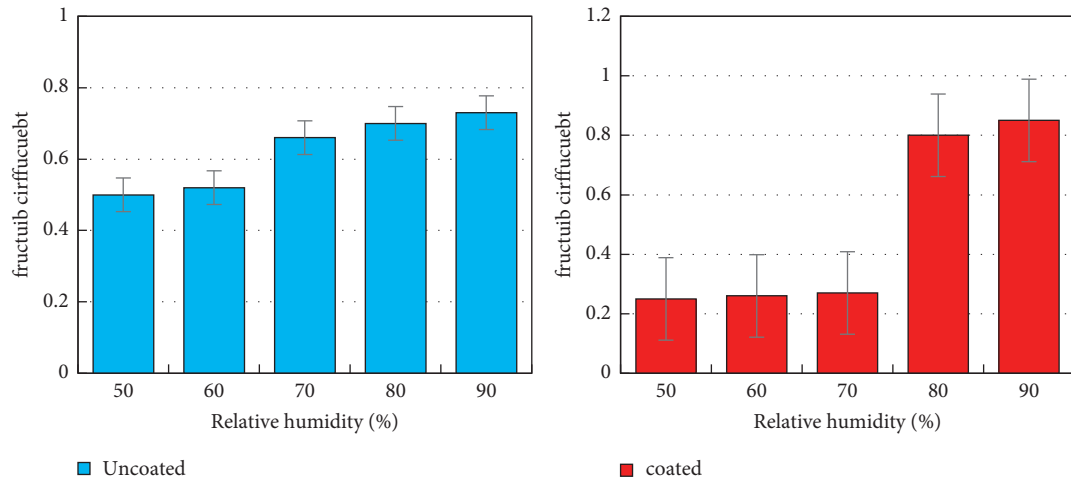 1
0.8
0.6
0.4
0.2
0
fructuib cirffucuebt
50 60 70 80 90
Relative humidity (%)
Uncoated
1.2
1
0.8
0.6
0.4
0.2
0
fructuib cirffucuebt
50 60 70 80 90
Relative humidity (%)
coated